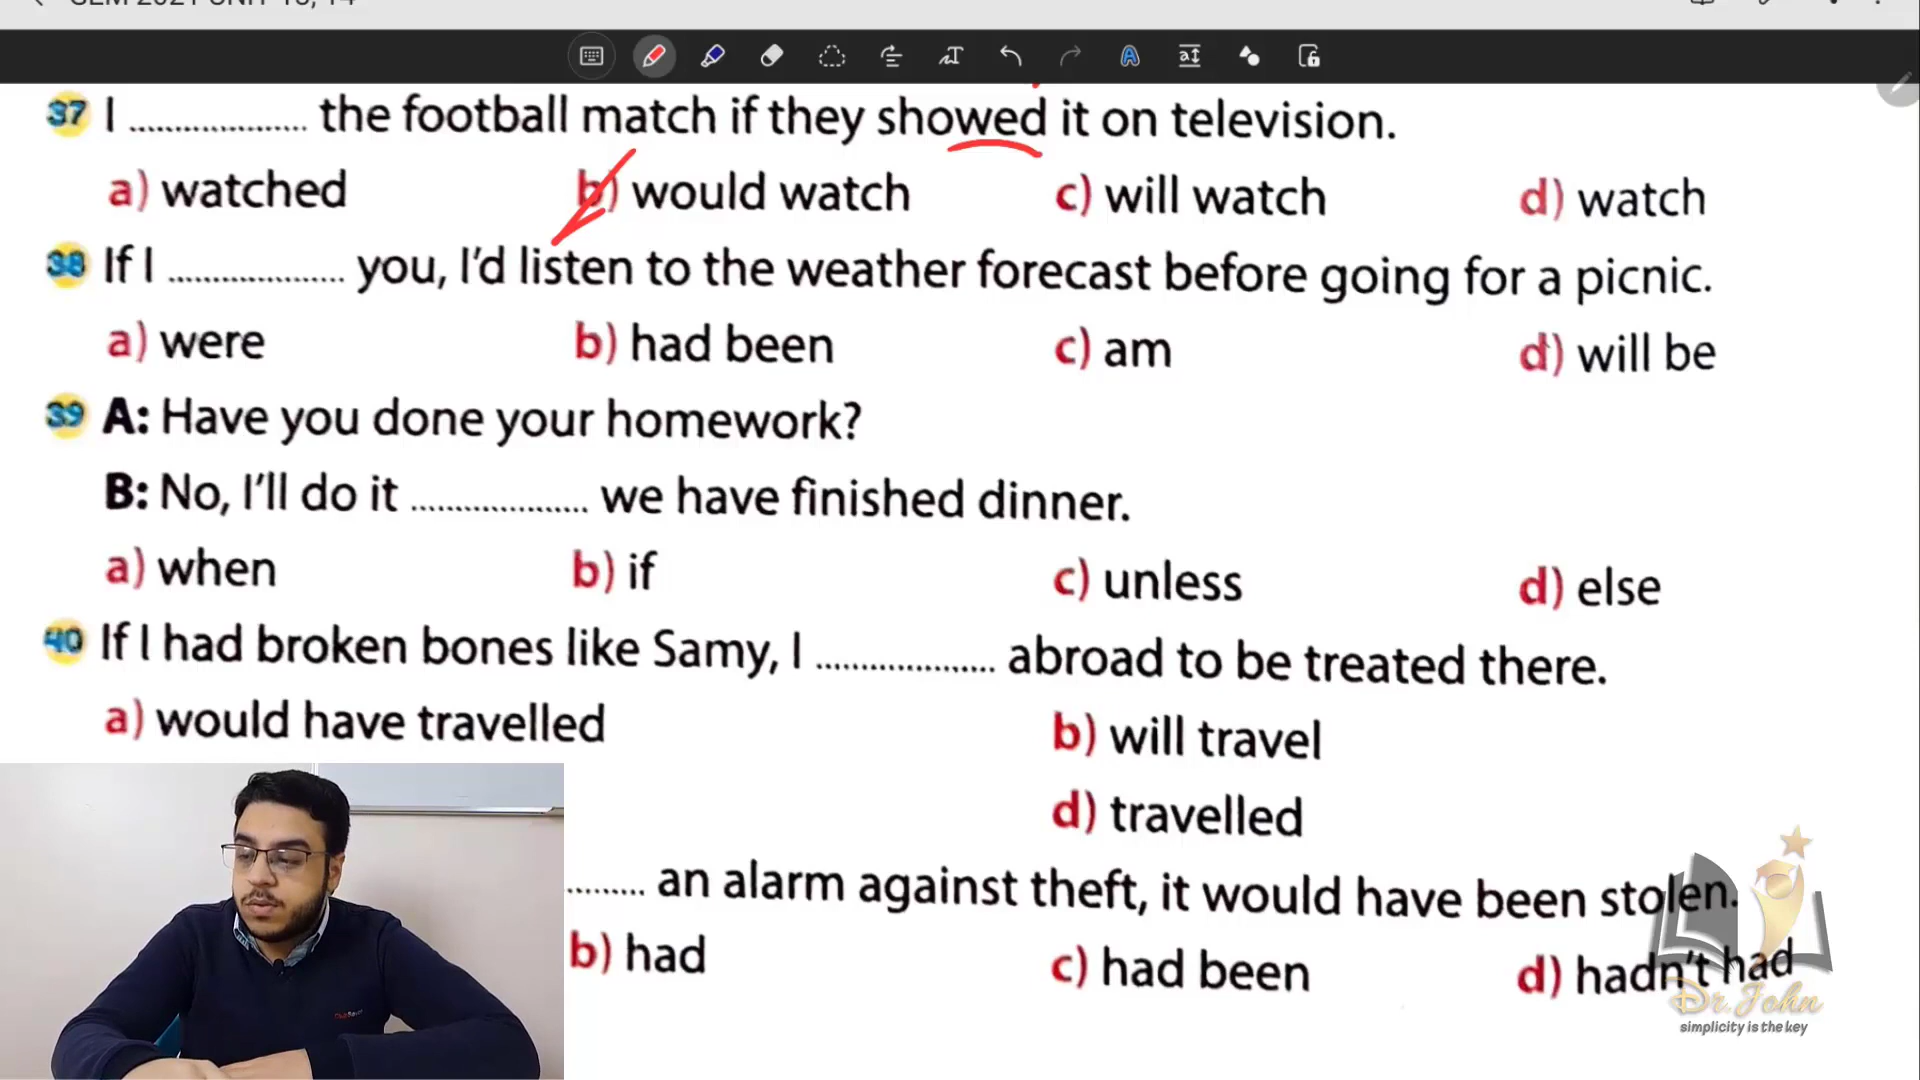 37 I .................... the football match if they showed it on television.
a) watched b) would watch c) will watch d) watch
38 If I .................... you, I'd listen to the weather forecast before going for a picnic.
a) were b) had been c) am d) will be
39 A: Have you done your homework?
B: No, I'll do it .................... we have finished dinner.
a) when b) if c) unless d) else
40 If I had broken bones like Samy, I .................... abroad to be treated there.
a) would have travelled b) will travel
d) travelled
......... an alarm against theft, it would have been stolen.
b) had c) had been d) hadn't had
Dr. John
simplicity is the key